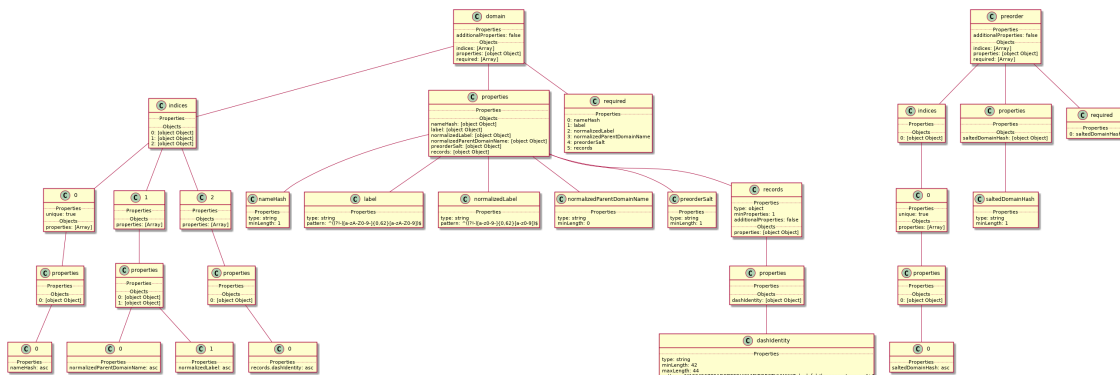 C domain
Properties
additionalProperties: false
Objects
indices: [Array]
properties: [object Object]
required: [Array]
C preorder
Properties
additionalProperties: false
Objects
indices: [Array]
properties: [object Object]
required: [Array]
C indices
Properties
Objects
0: [object Object]
1: [object Object]
2: [object Object]
C properties
Properties
Objects
nameHash: [object Object]
label: [object Object]
normalizedLabel: [object Object]
normalizedParentDomainName: [object Object]
preorderSalt: [object Object]
records: [object Object]
C required
Properties
0: nameHash
1: label
2: normalizedLabel
3: normalizedParentDomainName
4: preorderSalt
5: records
C indices
Properties
Objects
0: [object Object]
C properties
Properties
Objects
saltedDomainHash: [object Object]
C required
Properties
0: saltedDomainHash
C 0
Properties
unique: true
Objects
properties: [Array]
C 1
Properties
Objects
properties: [Array]
C 2
Properties
Objects
properties: [Array]
C nameHash
Properties
type: string
minLength: 1
C label
Properties
type: string
C normalizedLabel
Properties
type: string
C normalizedParentDomainName
Properties
type: string
minLength: 0
C preorderSalt
Properties
type: string
minLength: 1
C records
Properties
type: object
minProperties: 1
additionalProperties: false
Objects
properties: [object Object]
C 0
Properties
unique: true
Objects
properties: [Array]
C saltedDomainHash
Properties
type: string
minLength: 1
C properties
Properties
Objects
0: [object Object]
C properties
Properties
Objects
0: [object Object]
1: [object Object]
C properties
Properties
Objects
0: [object Object]
C properties
Properties
Objects
dashIdentity: [object Object]
C properties
Properties
Objects
0: [object Object]
C 0
Properties
nameHash: asc
C 0
Properties
normalizedParentDomainName: asc
C 1
Properties
normalizedLabel: asc
C 0
Properties
records.dashIdentity: asc
C dashIdentity
Properties
type: string
minLength: 42
maxLength: 44
C 0
Properties
saltedDomainHash: asc